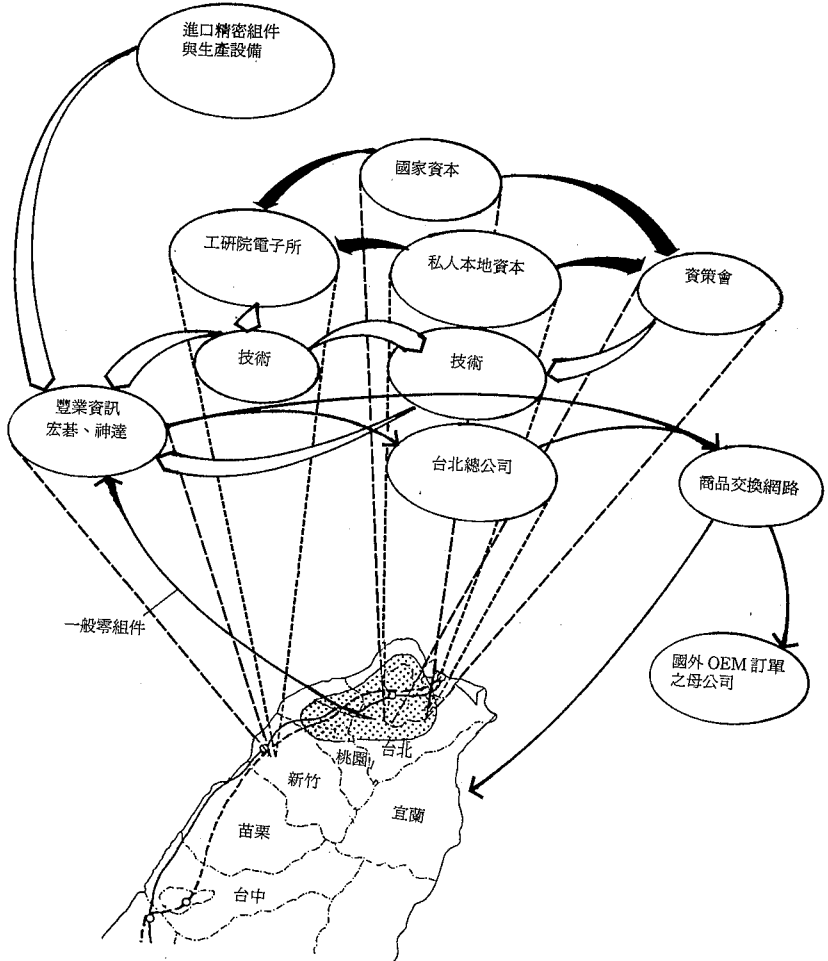 進口精密組件
與生產設備
國家資本
工研院電子所
私人本地資本
資策會
技術
技術
豐業資訊
宏碁、神達
台北總公司
商品交換網路
一般零組件
國外 OEM 訂單
之母公司
台北
桃園
新竹
宜蘭
苗栗
台中